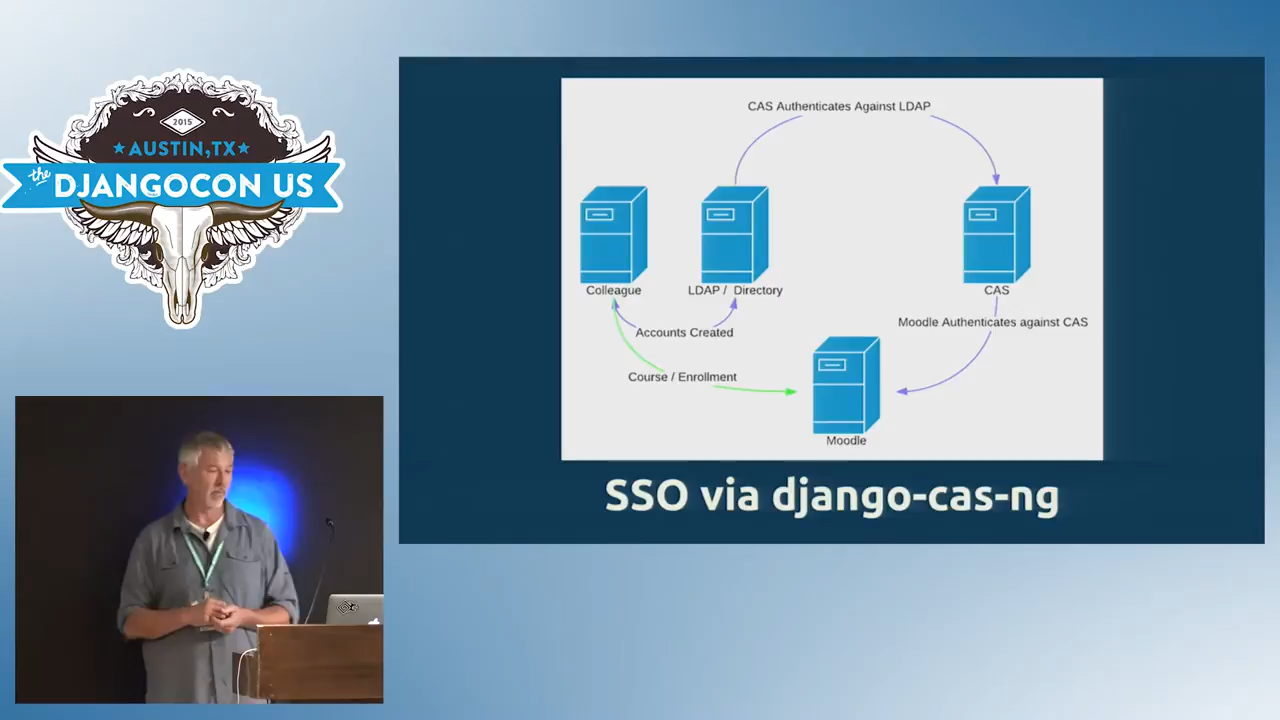 2015
AUSTIN,TX
the
DJANGOCON US
CAS Authenticates Against LDAP
Colleague
LDAP / Directory
CAS
Accounts Created
Moodle Authenticates against CAS
Course / Enrollment
Moodle
SSO via django-cas-ng